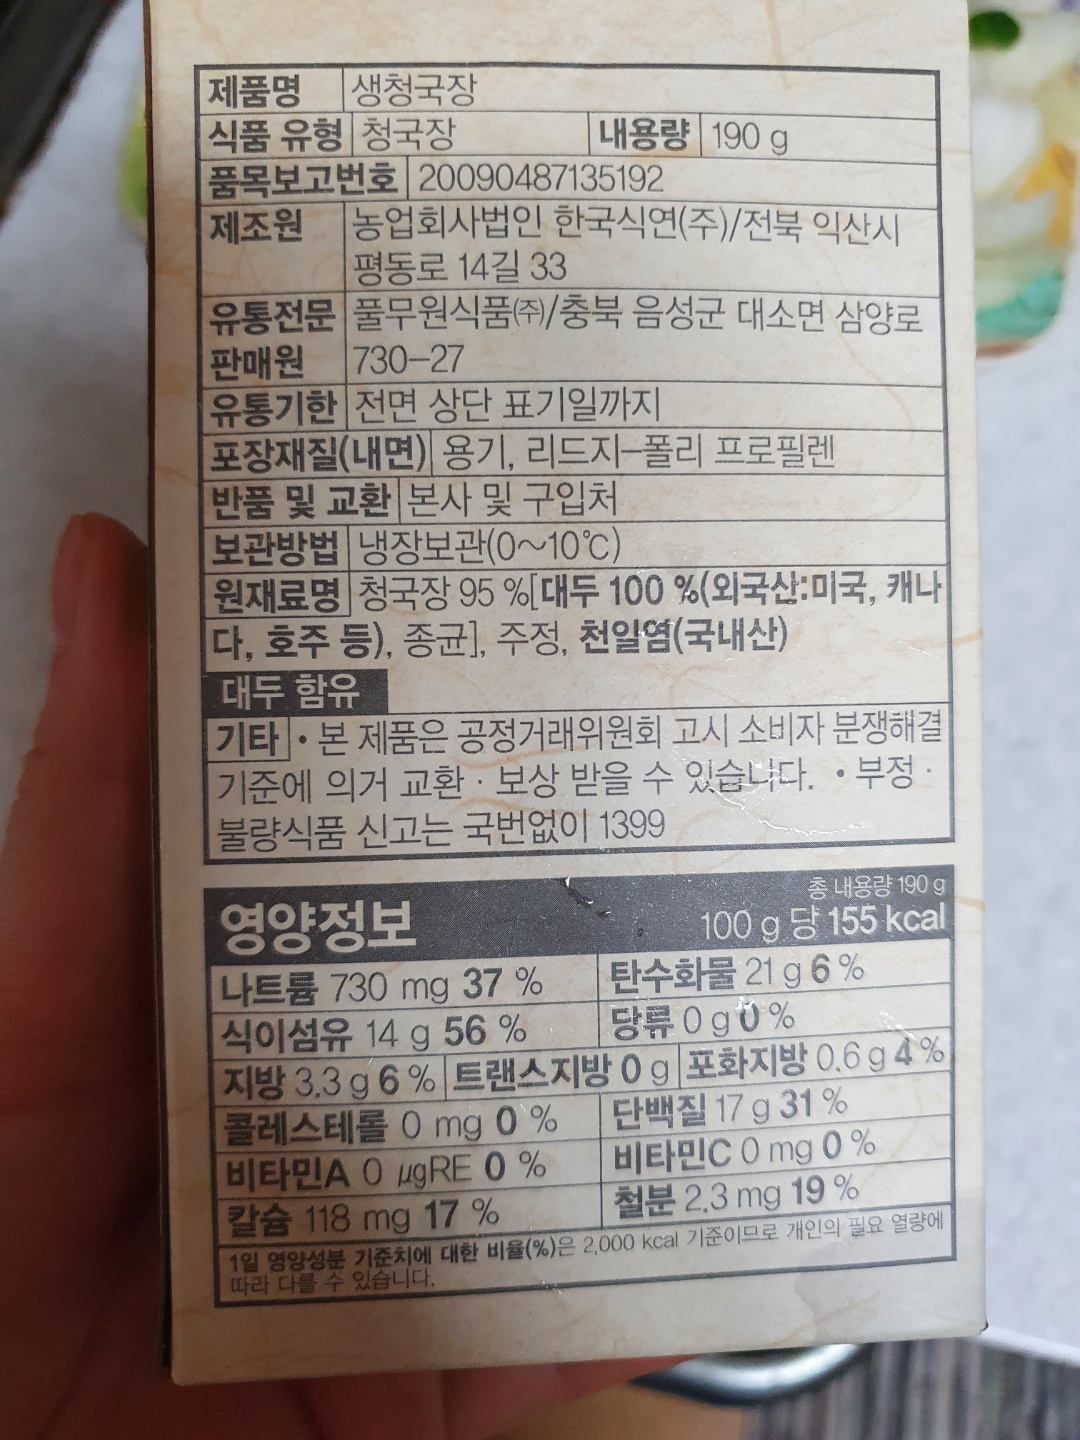 제품명 생청국장
식품 유형 청국장 내용량 190 g
품목보고번호 20090487135192
제조원 농업회사법인 한국식연(주)/전북 익산시
평동로 14길 33
유통전문 풀무원식품㈜/충북 음성군 대소면 삼양로
판매원 730-27
유통기한 전면 상단 표기일까지
포장재질(내면) 용기, 리드지-폴리 프로필렌
반품 및 교환 본사 및 구입처
보관방법 냉장보관(0~10℃)
원재료명 청국장 95 %[대두 100 %(외국산:미국, 캐나
다, 호주 등), 종균], 주정, 천일염(국내산)
대두 함유
기타 • 본 제품은 공정거래위원회 고시 소비자 분쟁해결
기준에 의거 교환 · 보상 받을 수 있습니다. • 부정 ·
불량식품 신고는 국번없이 1399
총 내용량 190 g
영양정보 100 g 당 155 kcal
나트륨 730 mg 37 % 탄수화물 21 g 6 %
식이섬유 14 g 56 % 당류 0 g 0 %
지방 3.3 g 6 % 트랜스지방 0 g 포화지방 0.6 g 4 %
콜레스테롤 0 mg 0 % 단백질 17 g 31 %
비타민A 0 μgRE 0 % 비타민C 0 mg 0 %
칼슘 118 mg 17 % 철분 2.3 mg 19 %
1일 영양성분 기준치에 대한 비율(%)은 2,000 kcal 기준이므로 개인의 필요 열량에
따라 다를 수 있습니다.